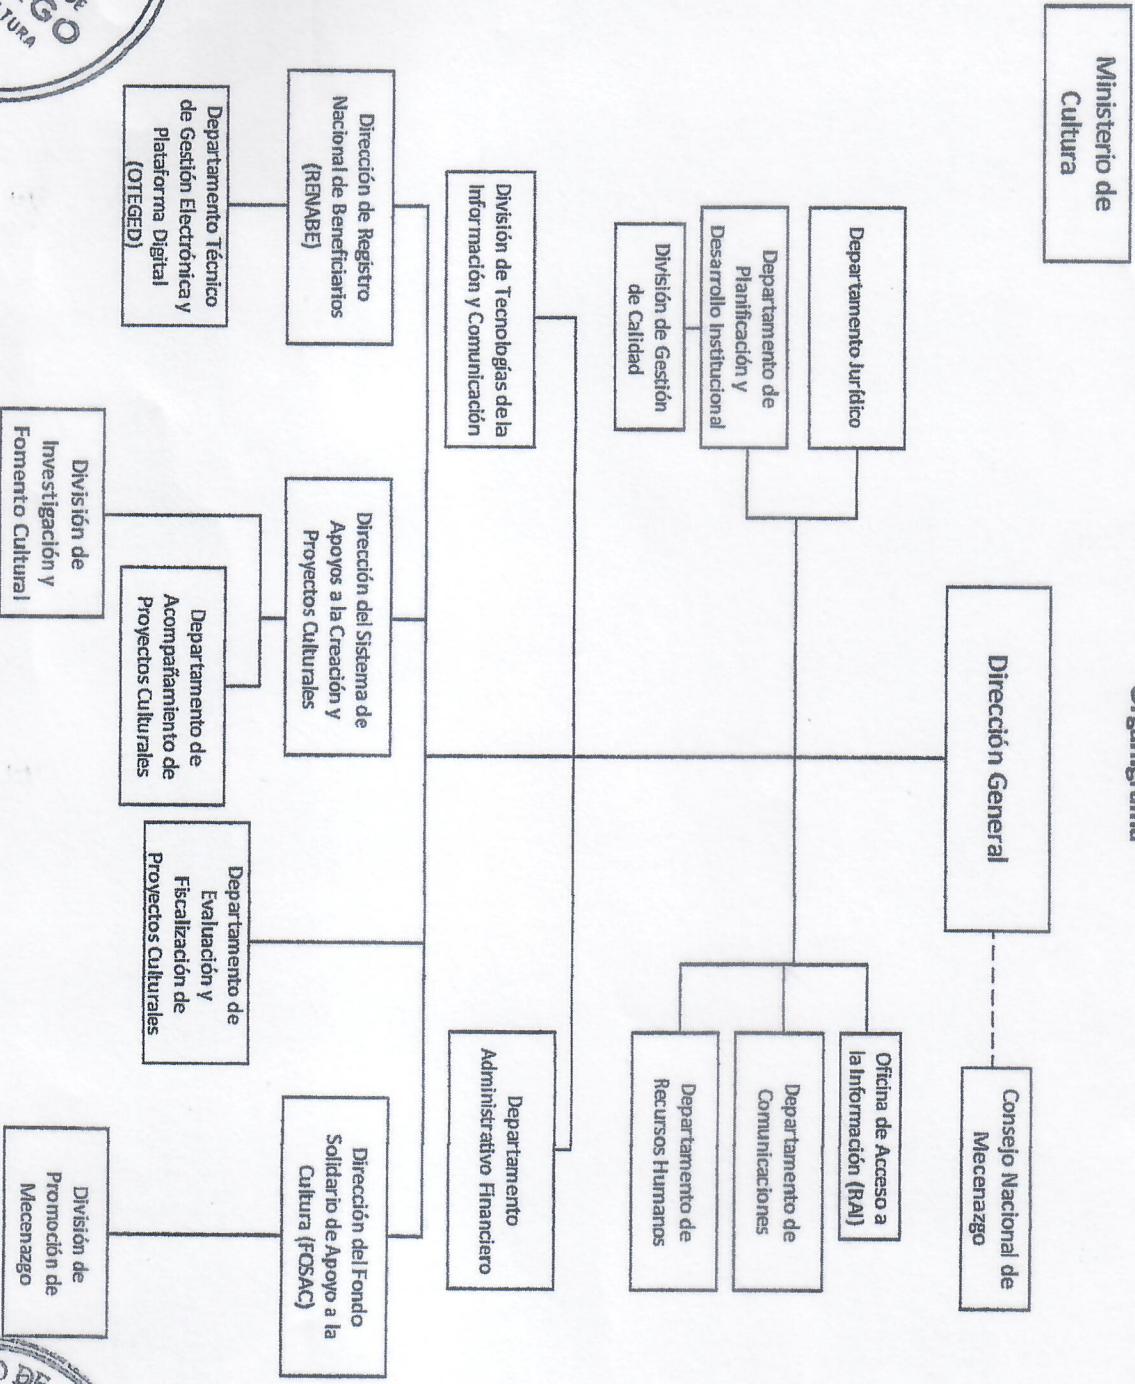 Organigrama
Ministerio de
Cultura
Dirección General
Consejo Nacional de
Mecenazgo
Departamento Jurídico
Oficina de Acceso a
la Información (RAI)
Departamento de
Planificación y
Desarrollo Institucional
Departamento de
Comunicaciones
División de Gestión
de Calidad
Departamento de
Recursos Humanos
División de Tecnologías de la
Información y Comunicación
Departamento
Administrativo Financiero
Dirección de Registro
Nacional de Beneficiarios
(RENABE)
Dirección del Sistema de
Apoyos a la Creación y
Proyectos Culturales
Dirección del Fondo
Solidario de Apoyo a la
Cultura (FOSAC)
Departamento Técnico
de Gestión Electrónica y
Plataforma Digital
(OTEGED)
Departamento de
Acompañamiento de
Proyectos Culturales
Departamento de
Evaluación y
Fiscalización de
Proyectos Culturales
División de
Investigación y
Fomento Cultural
División de
Promoción de
Mecenazgo